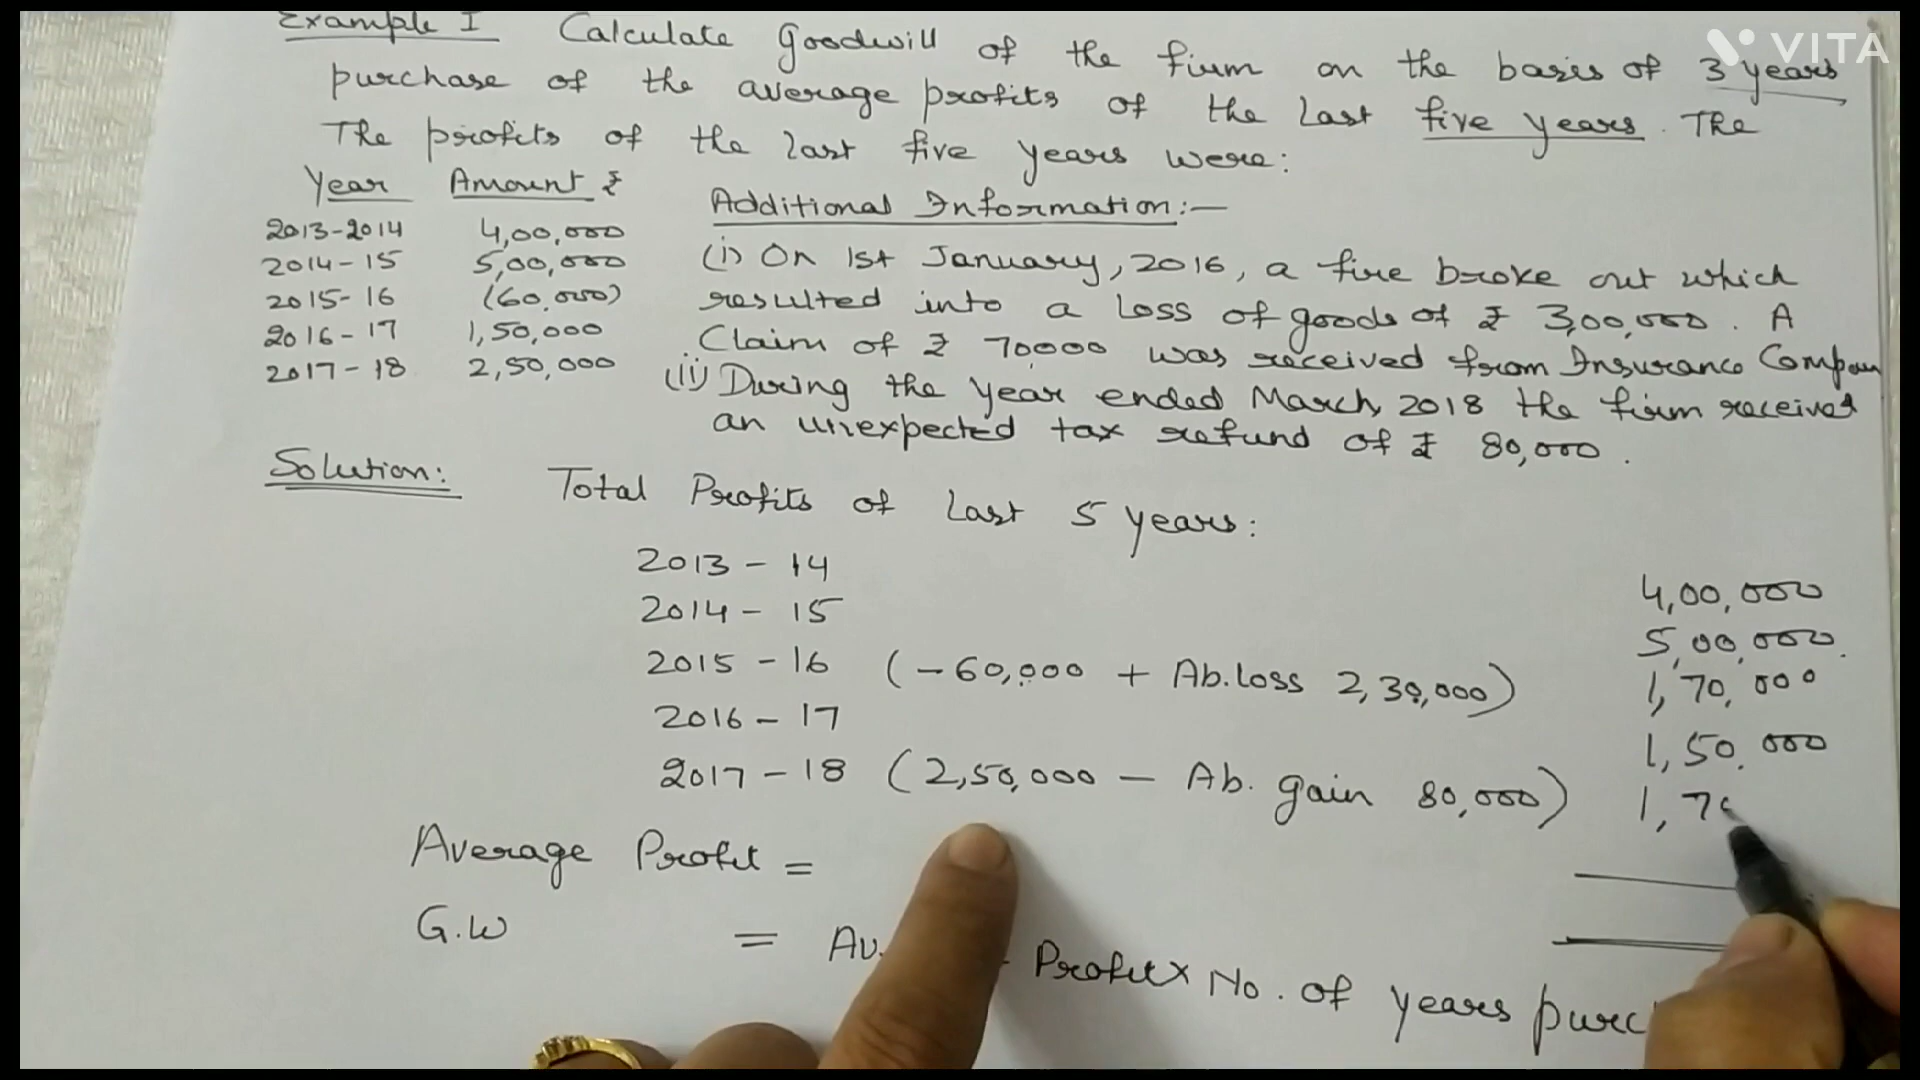 Example I Calculate Goodwill of the firm on the basis of 3 years
purchase of the average profits of the last five years. The
The profits of the last five years were:
Year Amount ₹
2013-2014 4,00,000
2014-15 5,00,000
2015-16 (60,000)
2016-17 1,50,000
2017-18 2,50,000
Additional Information:-
(i) On 1st January, 2016, a fire broke out which
resulted into a loss of goods of ₹ 3,00,000. A
Claim of ₹ 70000 was received from Insurance
(ii) During the year ended March, 2018 the firm received
an unexpected tax refund of ₹ 80,000.
Solution: Total Profits of Last 5 years:
2013-14 4,00,000
2014-15 5,00,000.
2015-16 (-60,000 + Ab.Loss 2,30,000) 1,70,000
2016-17 1,50,000
2017-18 (2,50,000 - Ab. gain 80,000) 1,7
Average Profit =
G.W = Profit x No. of years
VITA